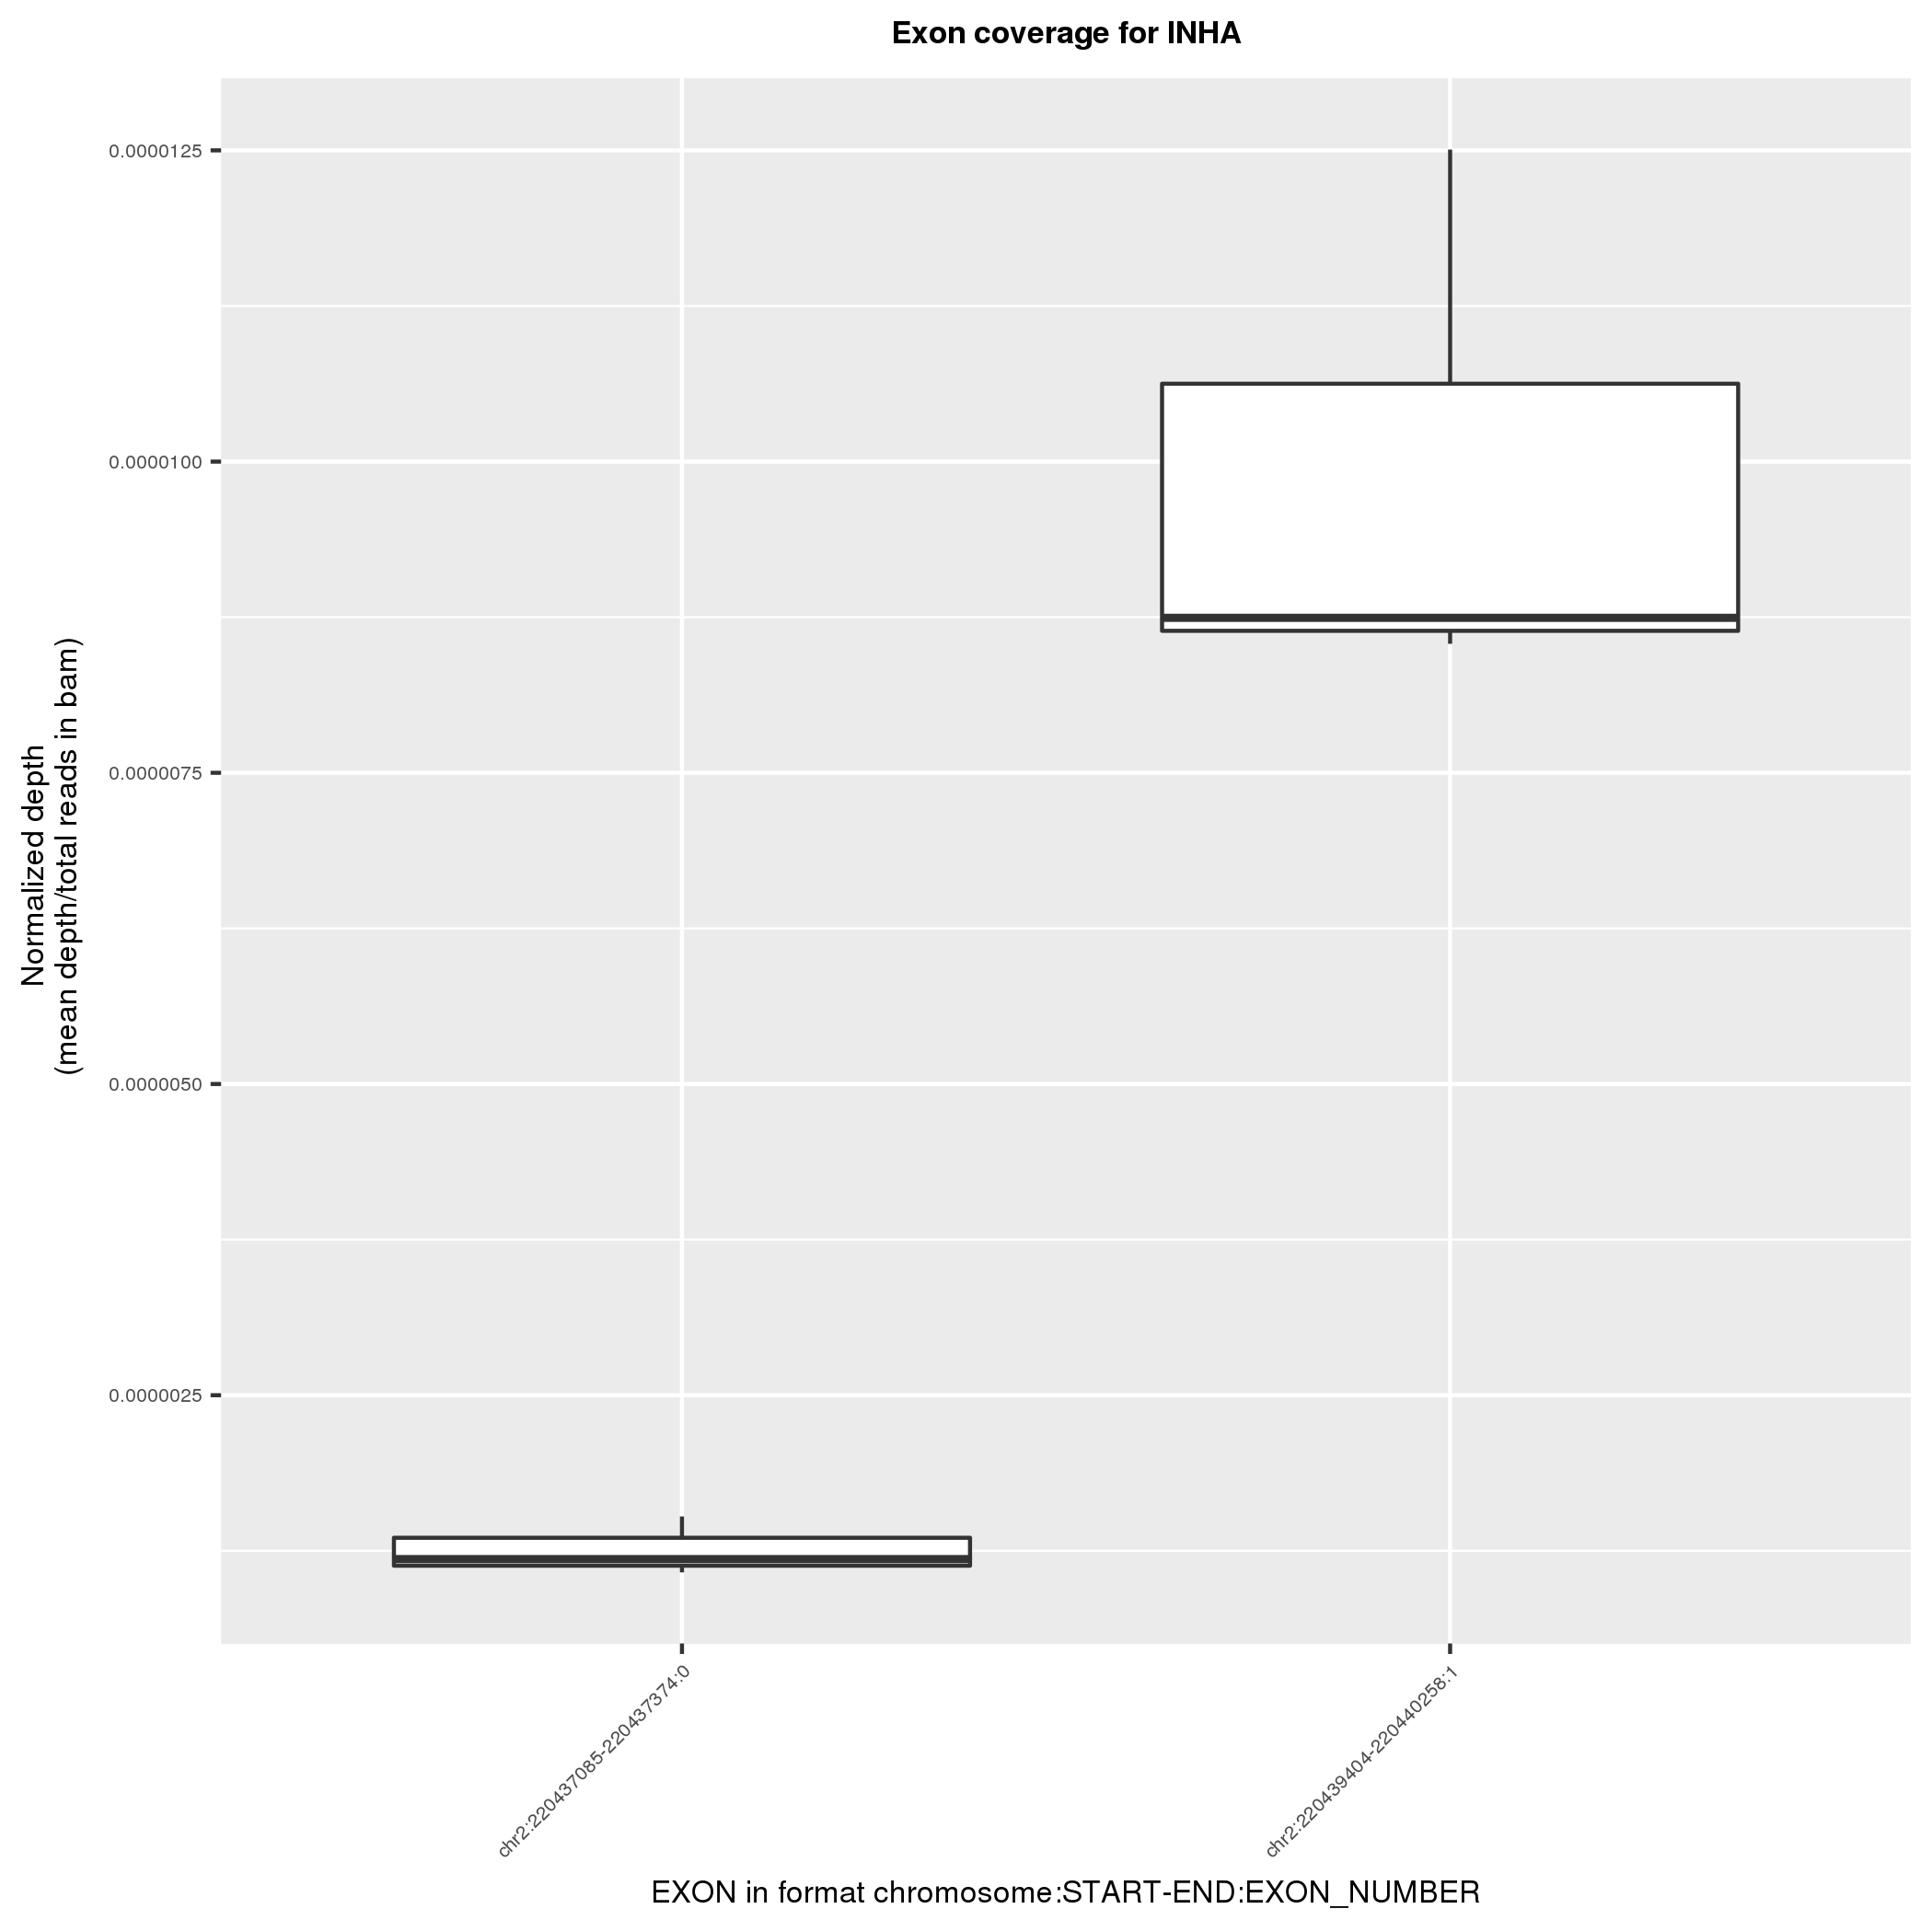 Exon coverage for INHA
0.0000125
0.0000100
0.0000075
0.0000050
0.0000025
Normalized depth
(mean depth/total reads in bam)
chr2:220437085-220437374:0
chr2:220439404-220440258:1
EXON in format chromosome:START-END:EXON_NUMBER